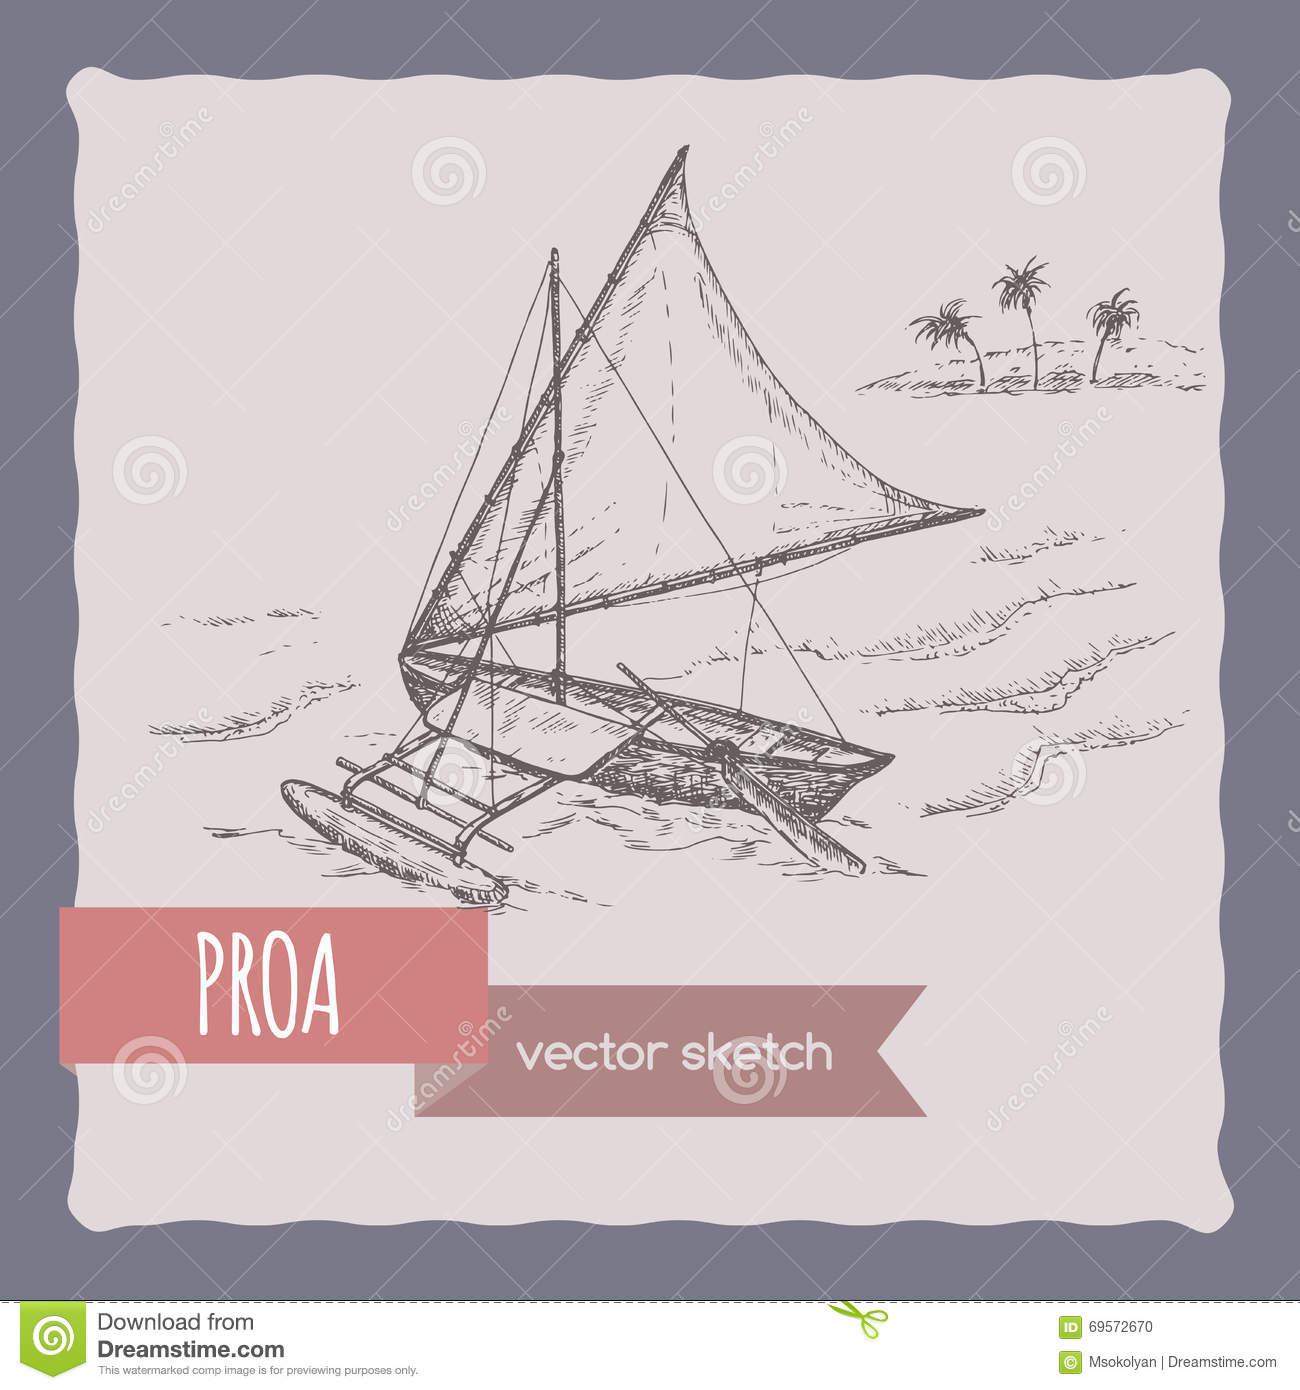 PROA
vector sketch
Download from
Dreamstime.com
This watermarked comp image is for previewing purposes only.
ID 69572670
© Msokolyan | Dreamstime.com
dreamstime